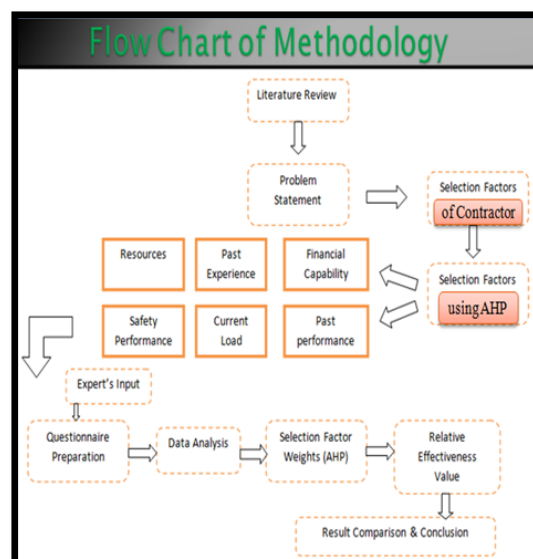 Flow Chart of Methodology
Literature Review
Problem
Statement
Selection Factors
of Contractor
Resources
Past
Experience
Financial
Capability
Selection Factors
using AHP
Safety
Performance
Current
Load
Past
performance
Expert's Input
Questionnaire
Preparation
Data Analysis
Selection Factor
Weights (AHP)
Relative
Effectiveness
Value
Result Comparison & Conclusion